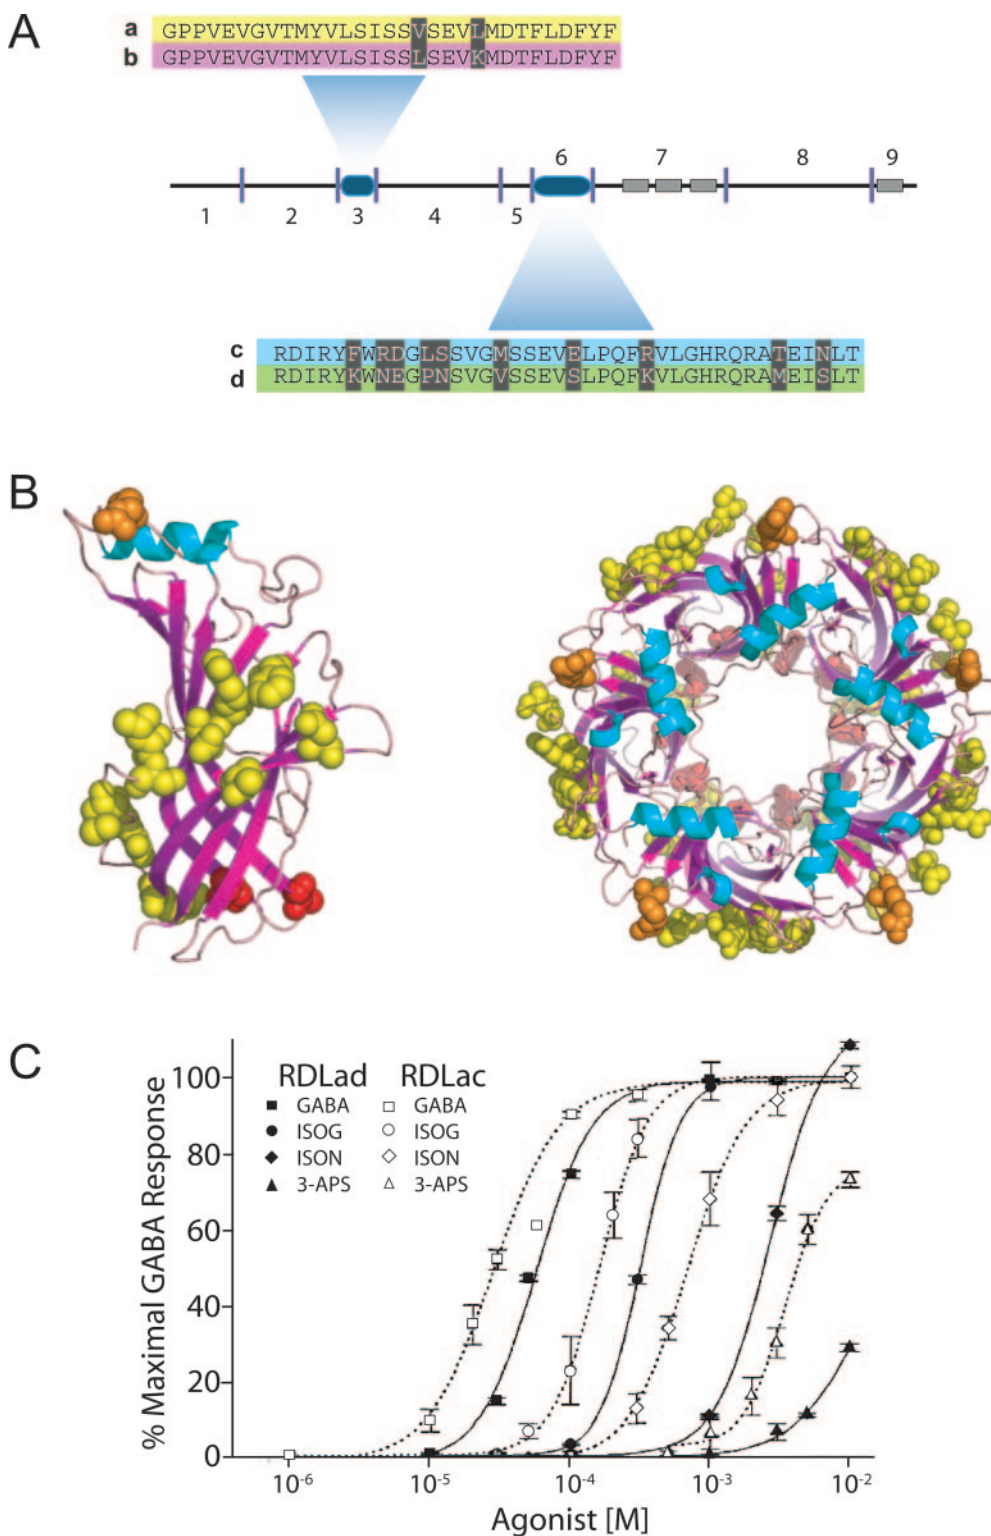 A
a GPPVEVGVTMYVLSISSVSEVLMDTFLDFYF
b GPPVEVGVTMYVLSISSLSEVKMDTFLDFYF
1 2 3 4 5 6 7 8 9
c RDIRYFWRDGLSSVGMSSEVELPQFRVLGHRQRATEINLT
d RDIRYKWNEGPNSVGVSSEVSLPQFKVLGHRQRAMEISLT
B
C
% Maximal GABA Response
100
80
60
40
20
0
RDLad RDLac
GABA GABA
ISOG ISOG
ISON ISON
3-APS 3-APS
10⁻⁶ 10⁻⁵ 10⁻⁴ 10⁻³ 10⁻²
Agonist [M]